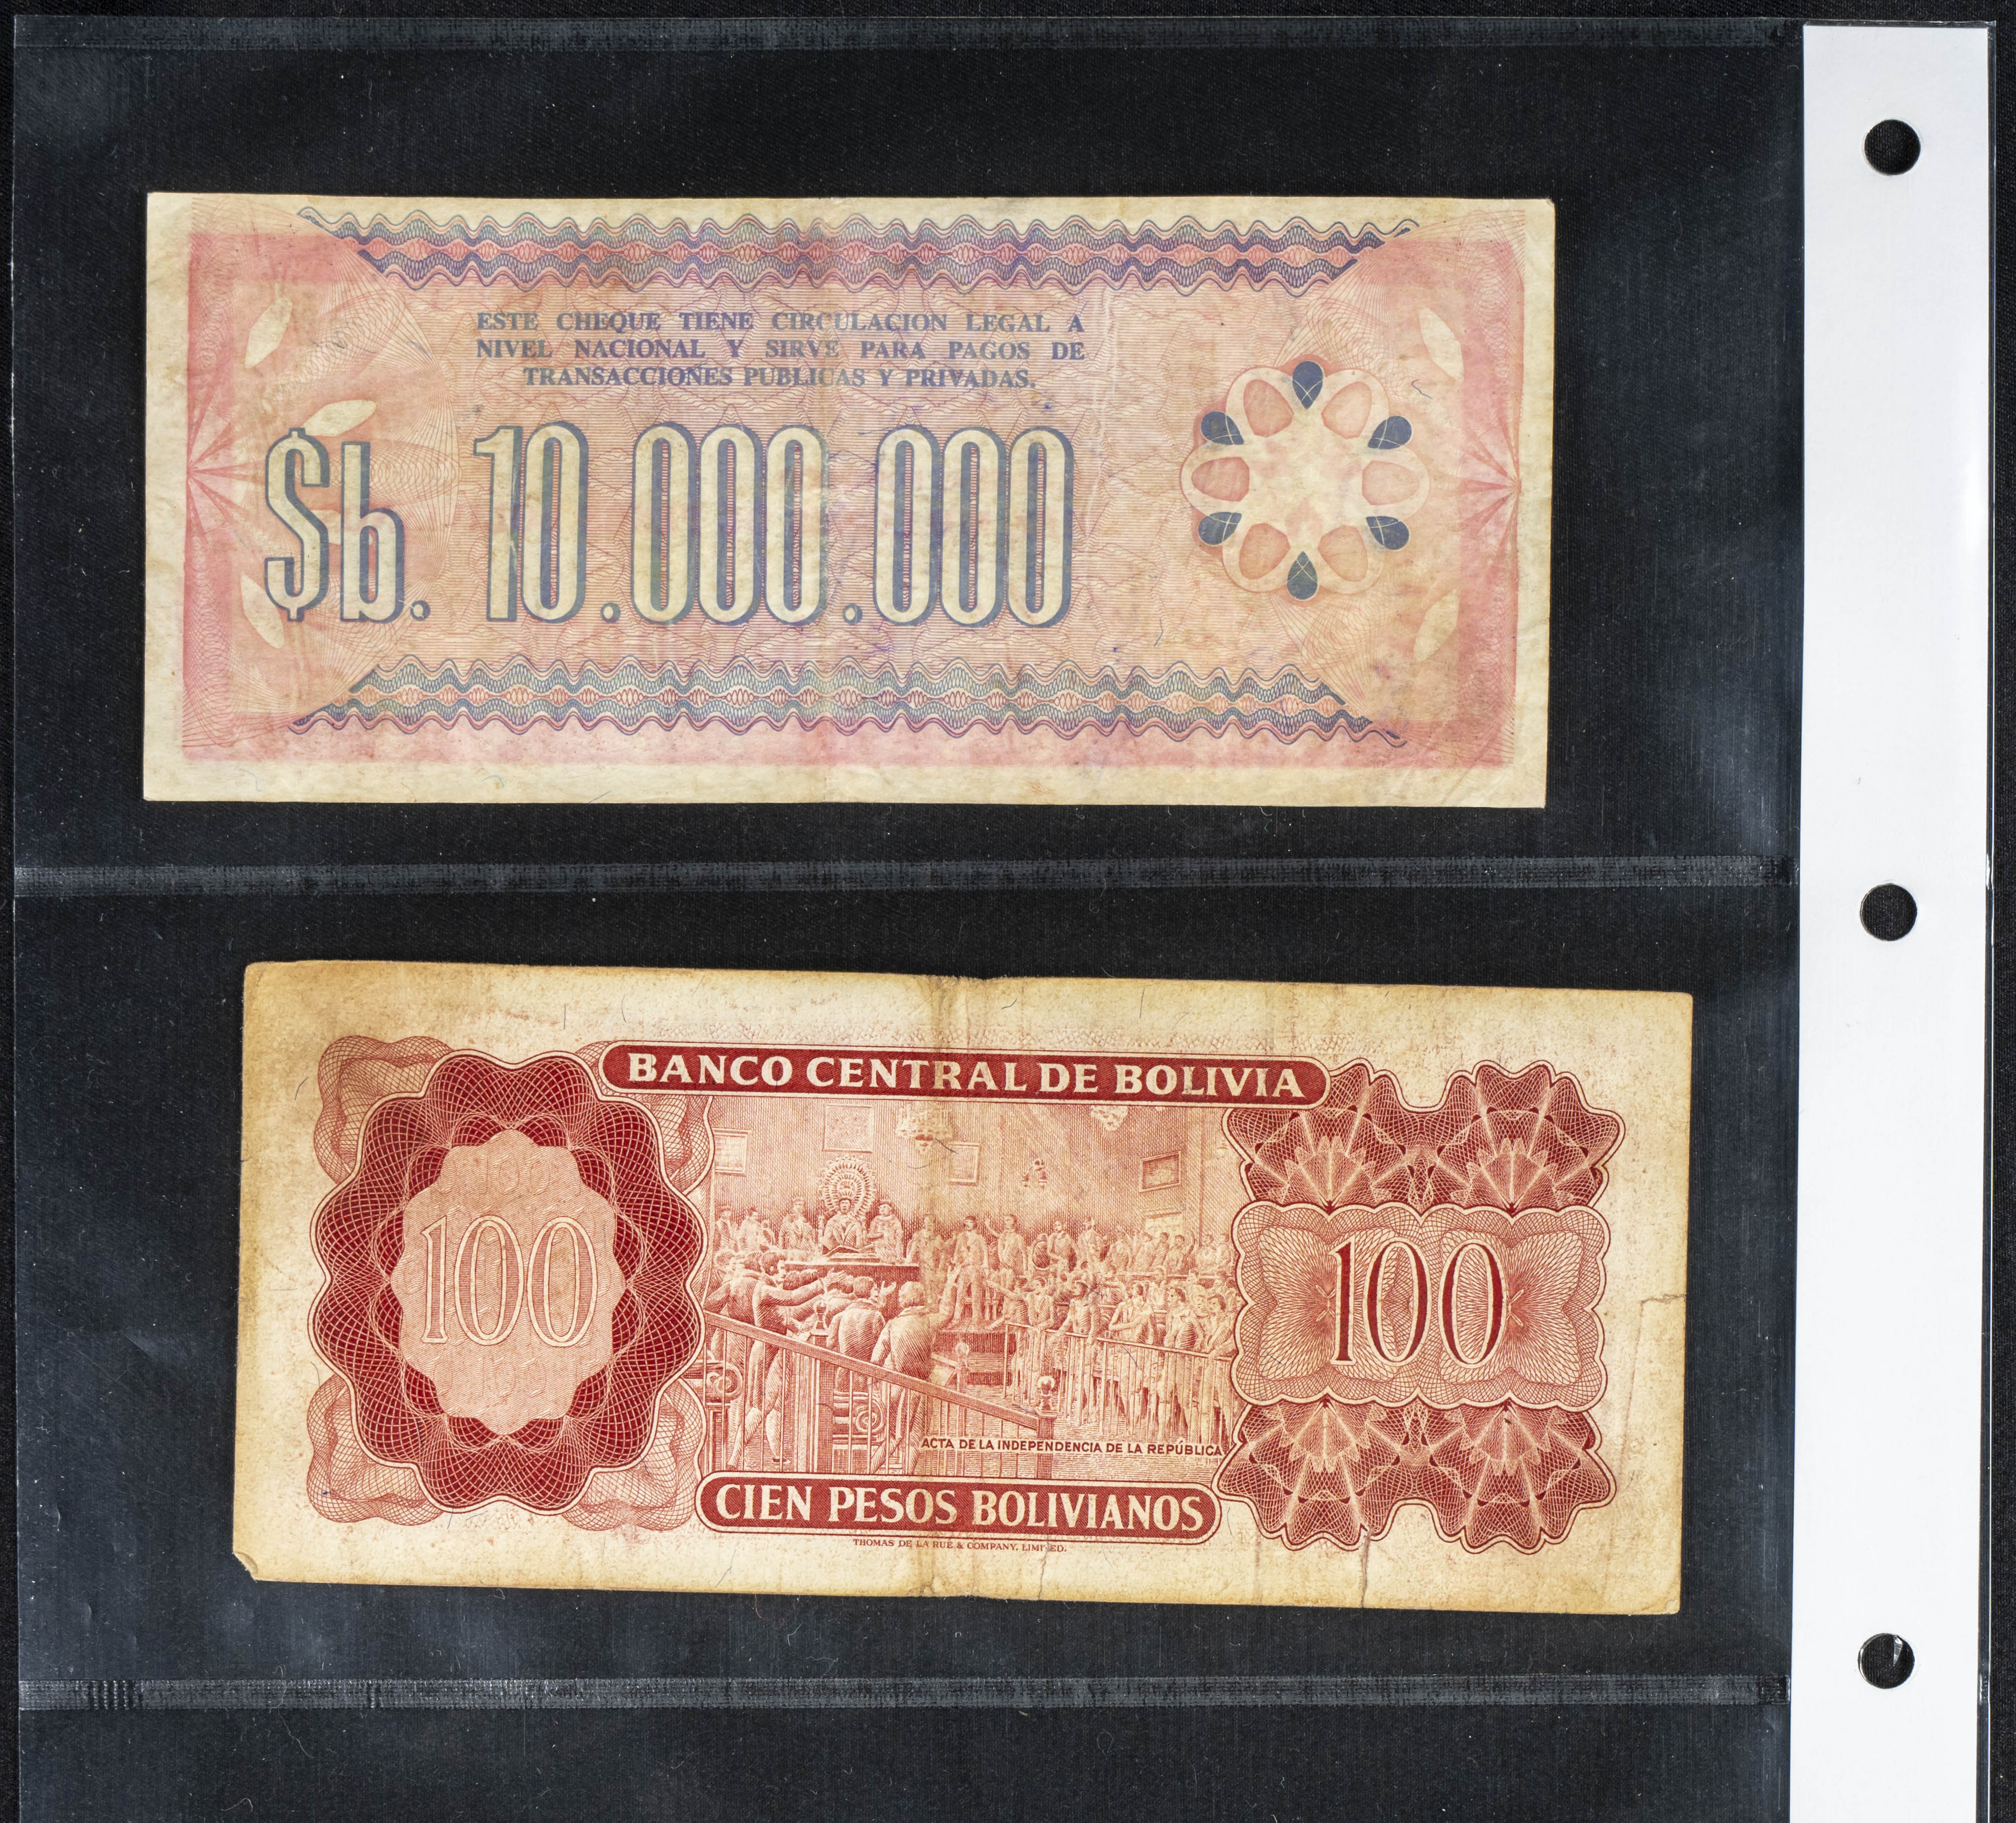 ESTE CHEQUE TIENE CIRCULACION LEGAL A
NIVEL NACIONAL Y SIRVE PARA PAGOS DE
TRANSACCIONES PUBLICAS Y PRIVADAS.
$b. 10.000.000
BANCO CENTRAL DE BOLIVIA
100
100
ACTA DE LA INDEPENDENCIA DE LA REPÚBLICA
CIEN PESOS BOLIVIANOS
THOMAS DE LA RUE & COMPANY, LIMITED.